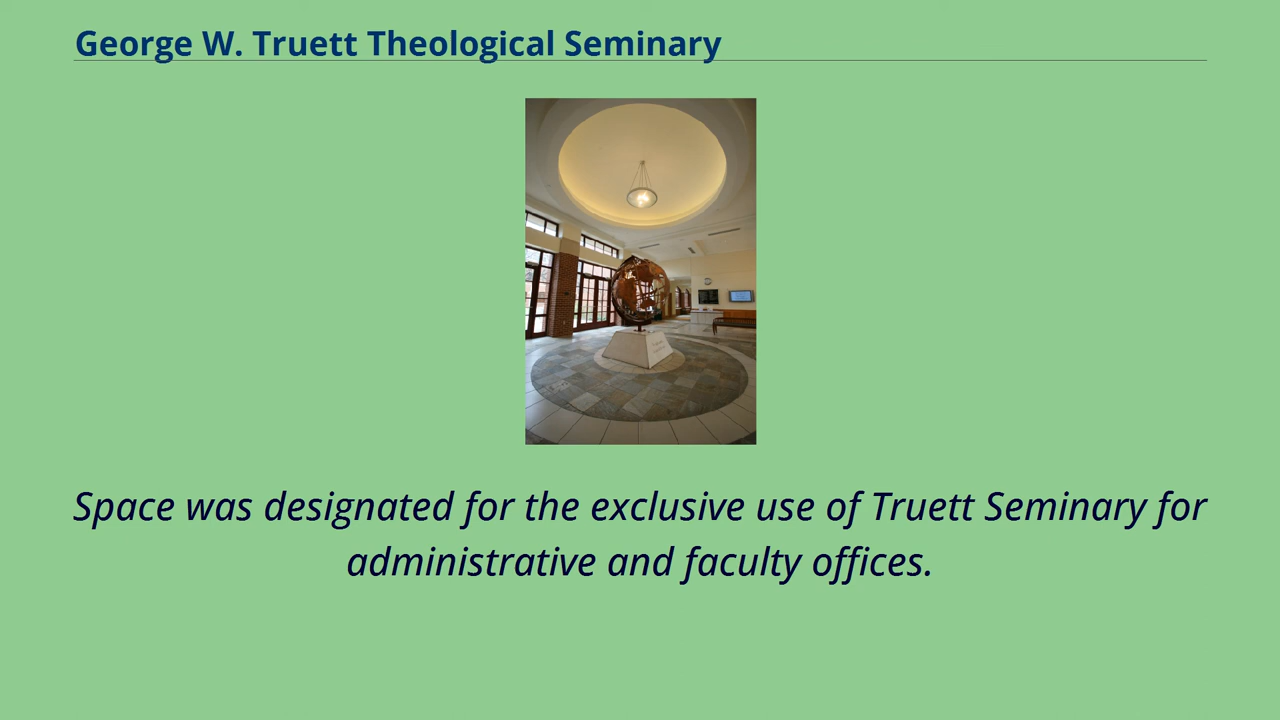 George W. Truett Theological Seminary
Space was designated for the exclusive use of Truett Seminary for
administrative and faculty offices.